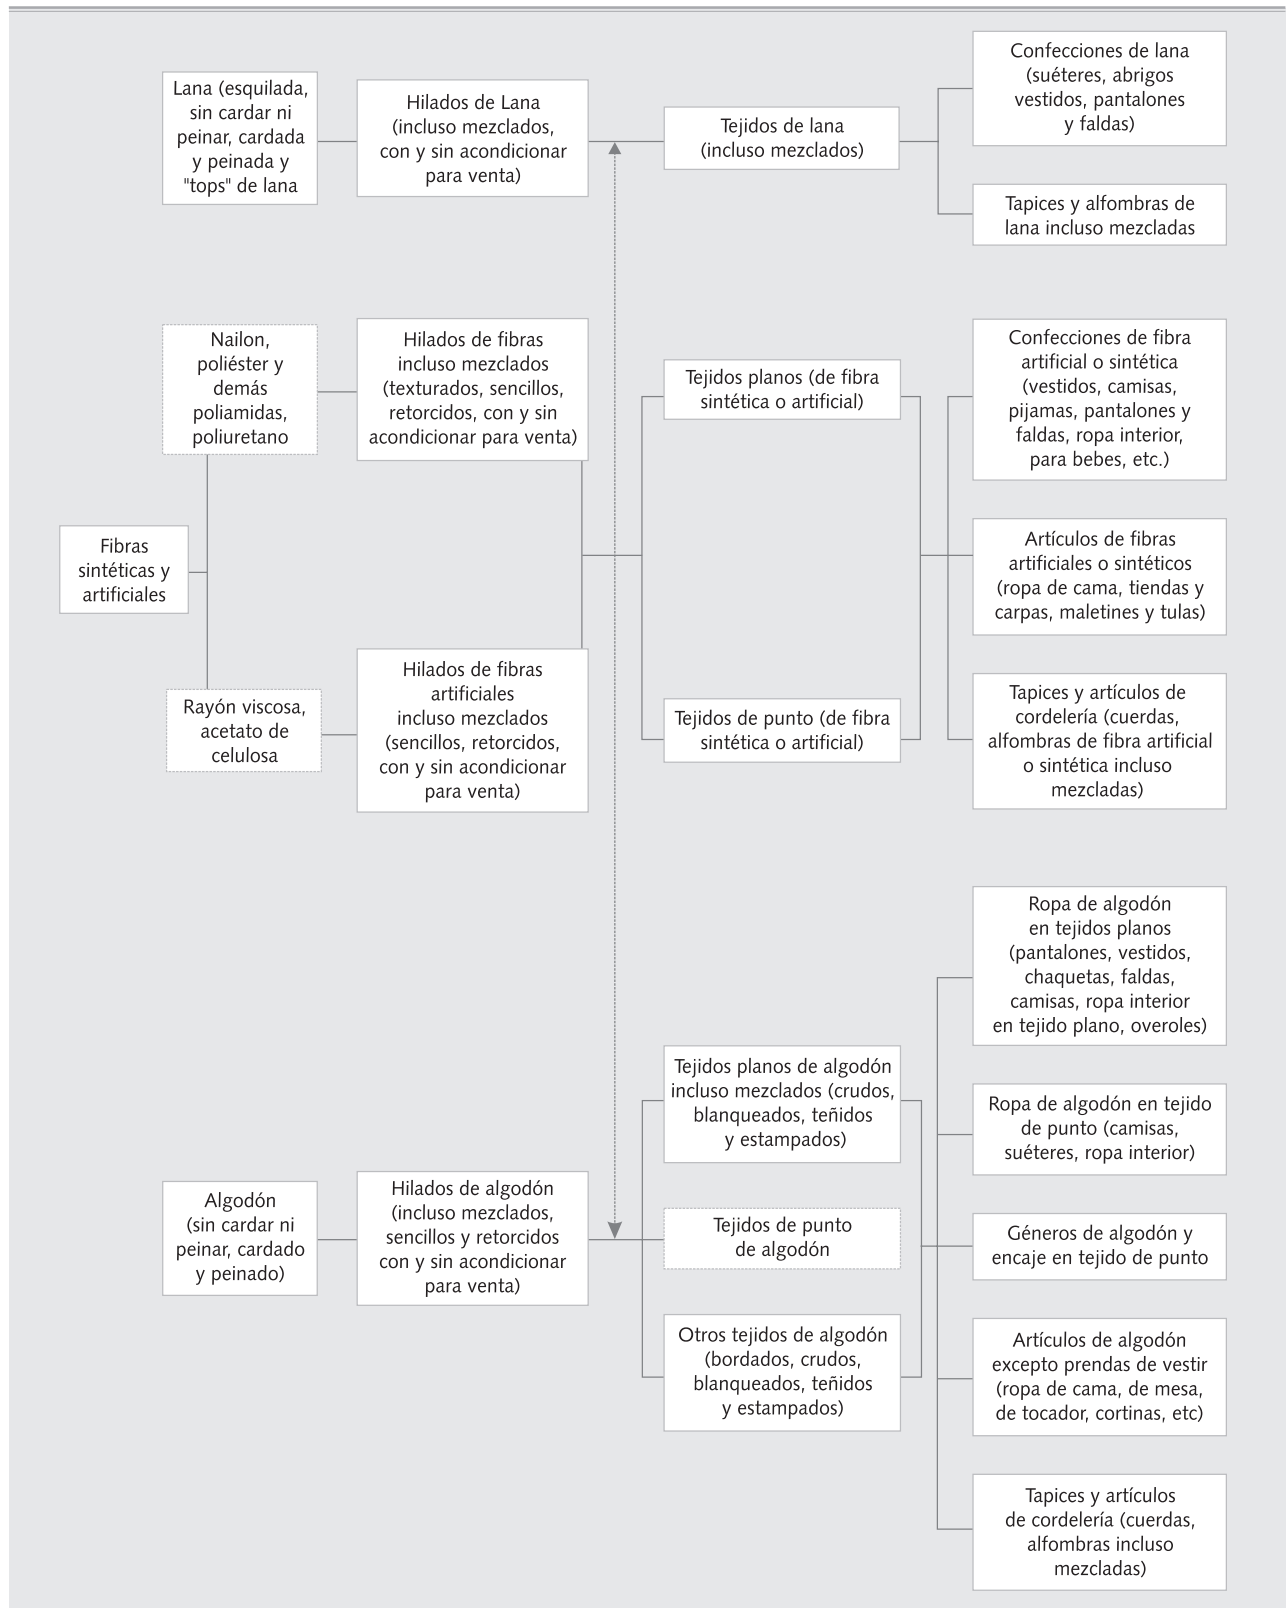 Lana (esquilada,
sin cardar ni
peinar, cardada
y peinada y
"tops" de lana
Hilados de Lana
(incluso mezclados,
con y sin acondicionar
para venta)
Tejidos de lana
(incluso mezclados)
Confecciones de lana
(suéteres, abrigos
vestidos, pantalones
y faldas)
Tapices y alfombras de
lana incluso mezcladas
Fibras
sintéticas y
artificiales
Nailon,
poliéster y
demás
poliamidas,
poliuretano
Hilados de fibras
incluso mezclados
(texturados, sencillos,
retorcidos, con y sin
acondicionar para venta)
Rayón viscosa,
acetato de
celulosa
Hilados de fibras
artificiales
incluso mezclados
(sencillos, retorcidos,
con y sin acondicionar
para venta)
Tejidos planos (de fibra
sintética o artificial)
Tejidos de punto (de fibra
sintética o artificial)
Confecciones de fibra
artificial o sintética
(vestidos, camisas,
pijamas, pantalones y
faldas, ropa interior,
para bebes, etc.)
Artículos de fibras
artificiales o sintéticos
(ropa de cama, tiendas y
carpas, maletines y tulas)
Tapices y artículos de
cordelería (cuerdas,
alfombras de fibra artificial
o sintética incluso
mezcladas)
Algodón
(sin cardar ni
peinar, cardado
y peinado)
Hilados de algodón
(incluso mezclados,
sencillos y retorcidos
con y sin acondicionar
para venta)
Tejidos planos de algodón
incluso mezclados (crudos,
blanqueados, teñidos
y estampados)
Tejidos de punto
de algodón
Otros tejidos de algodón
(bordados, crudos,
blanqueados, teñidos
y estampados)
Ropa de algodón
en tejidos planos
(pantalones, vestidos,
chaquetas, faldas,
camisas, ropa interior
en tejido plano, overoles)
Ropa de algodón en tejido
de punto (camisas,
suéteres, ropa interior)
Géneros de algodón y
encaje en tejido de punto
Artículos de algodón
excepto prendas de vestir
(ropa de cama, de mesa,
de tocador, cortinas, etc)
Tapices y artículos
de cordelería (cuerdas,
alfombras incluso
mezcladas)